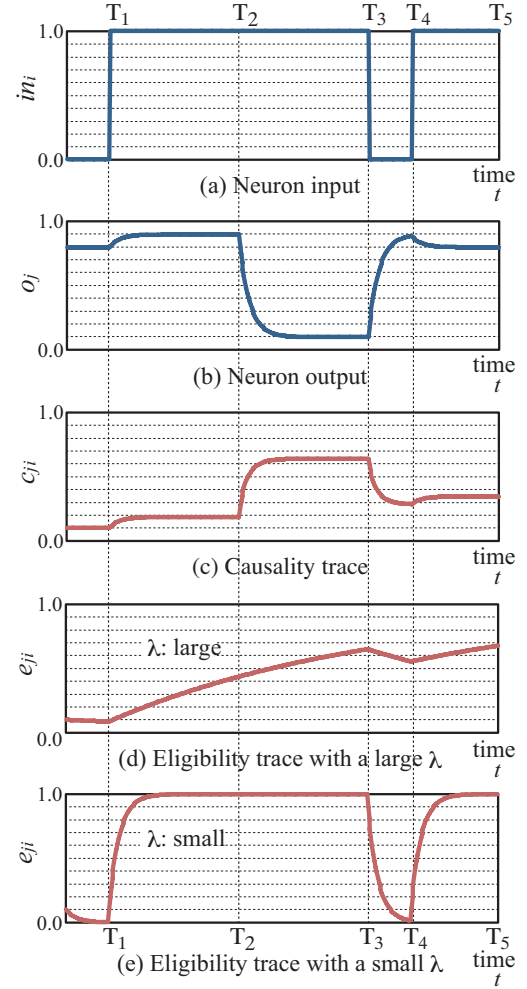 T1 T2 T3 T4 T5
1.0
in_i
0.0
time
t
(a) Neuron input
1.0
o_j
0.0
time
t
(b) Neuron output
1.0
c_ji
0.0
time
t
(c) Causality trace
1.0
λ: large
e_ji
0.0
time
t
(d) Eligibility trace with a large λ
1.0
λ: small
e_ji
0.0
T1 T2 T3 T4 T5
time
t
(e) Eligibility trace with a small λ